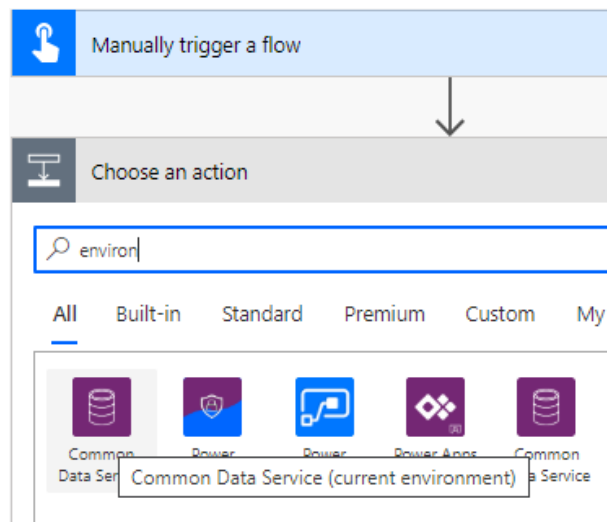 Manually trigger a flow
Choose an action
environ
All Built-in Standard Premium Custom My
Common Power Power Power Apps Common
Data Ser a Service
Common Data Service (current environment)